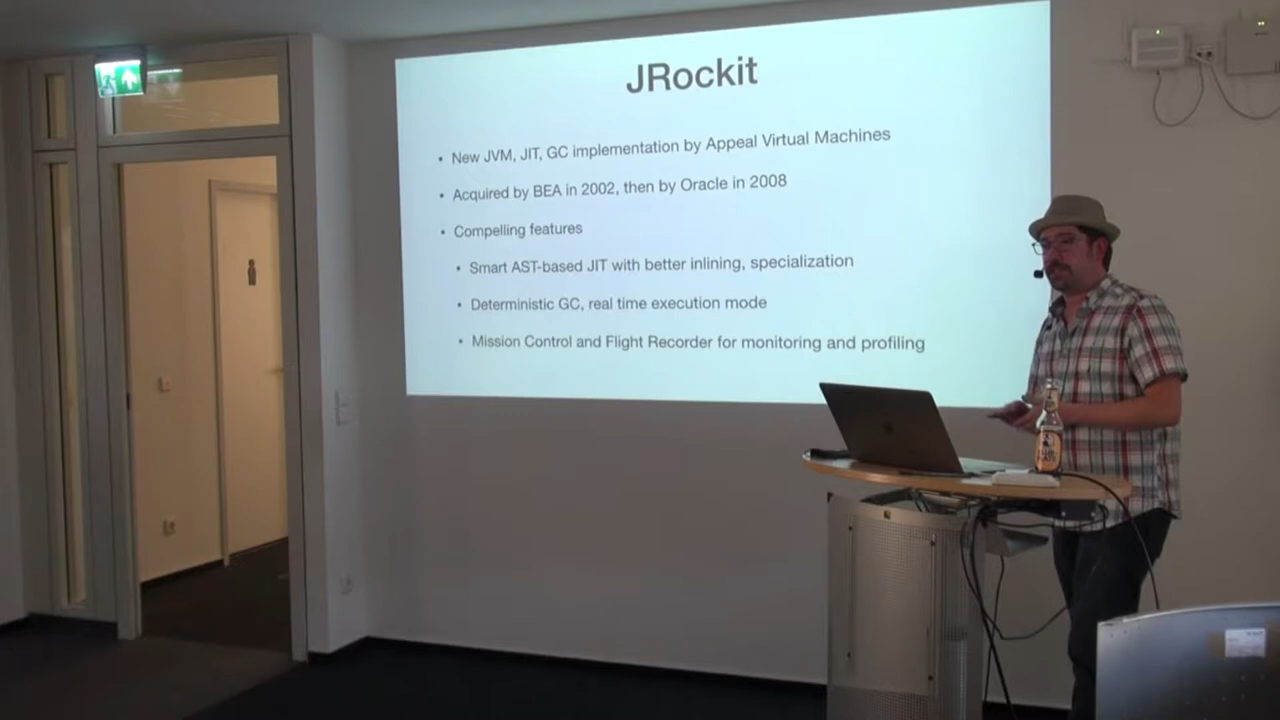 JRockit
• New JVM, JIT, GC implementation by Appeal Virtual Machines
• Acquired by BEA in 2002, then by Oracle in 2008
• Compelling features
• Smart AST-based JIT with better inlining, specialization
• Deterministic GC, real time execution mode
• Mission Control and Flight Recorder for monitoring and profiling